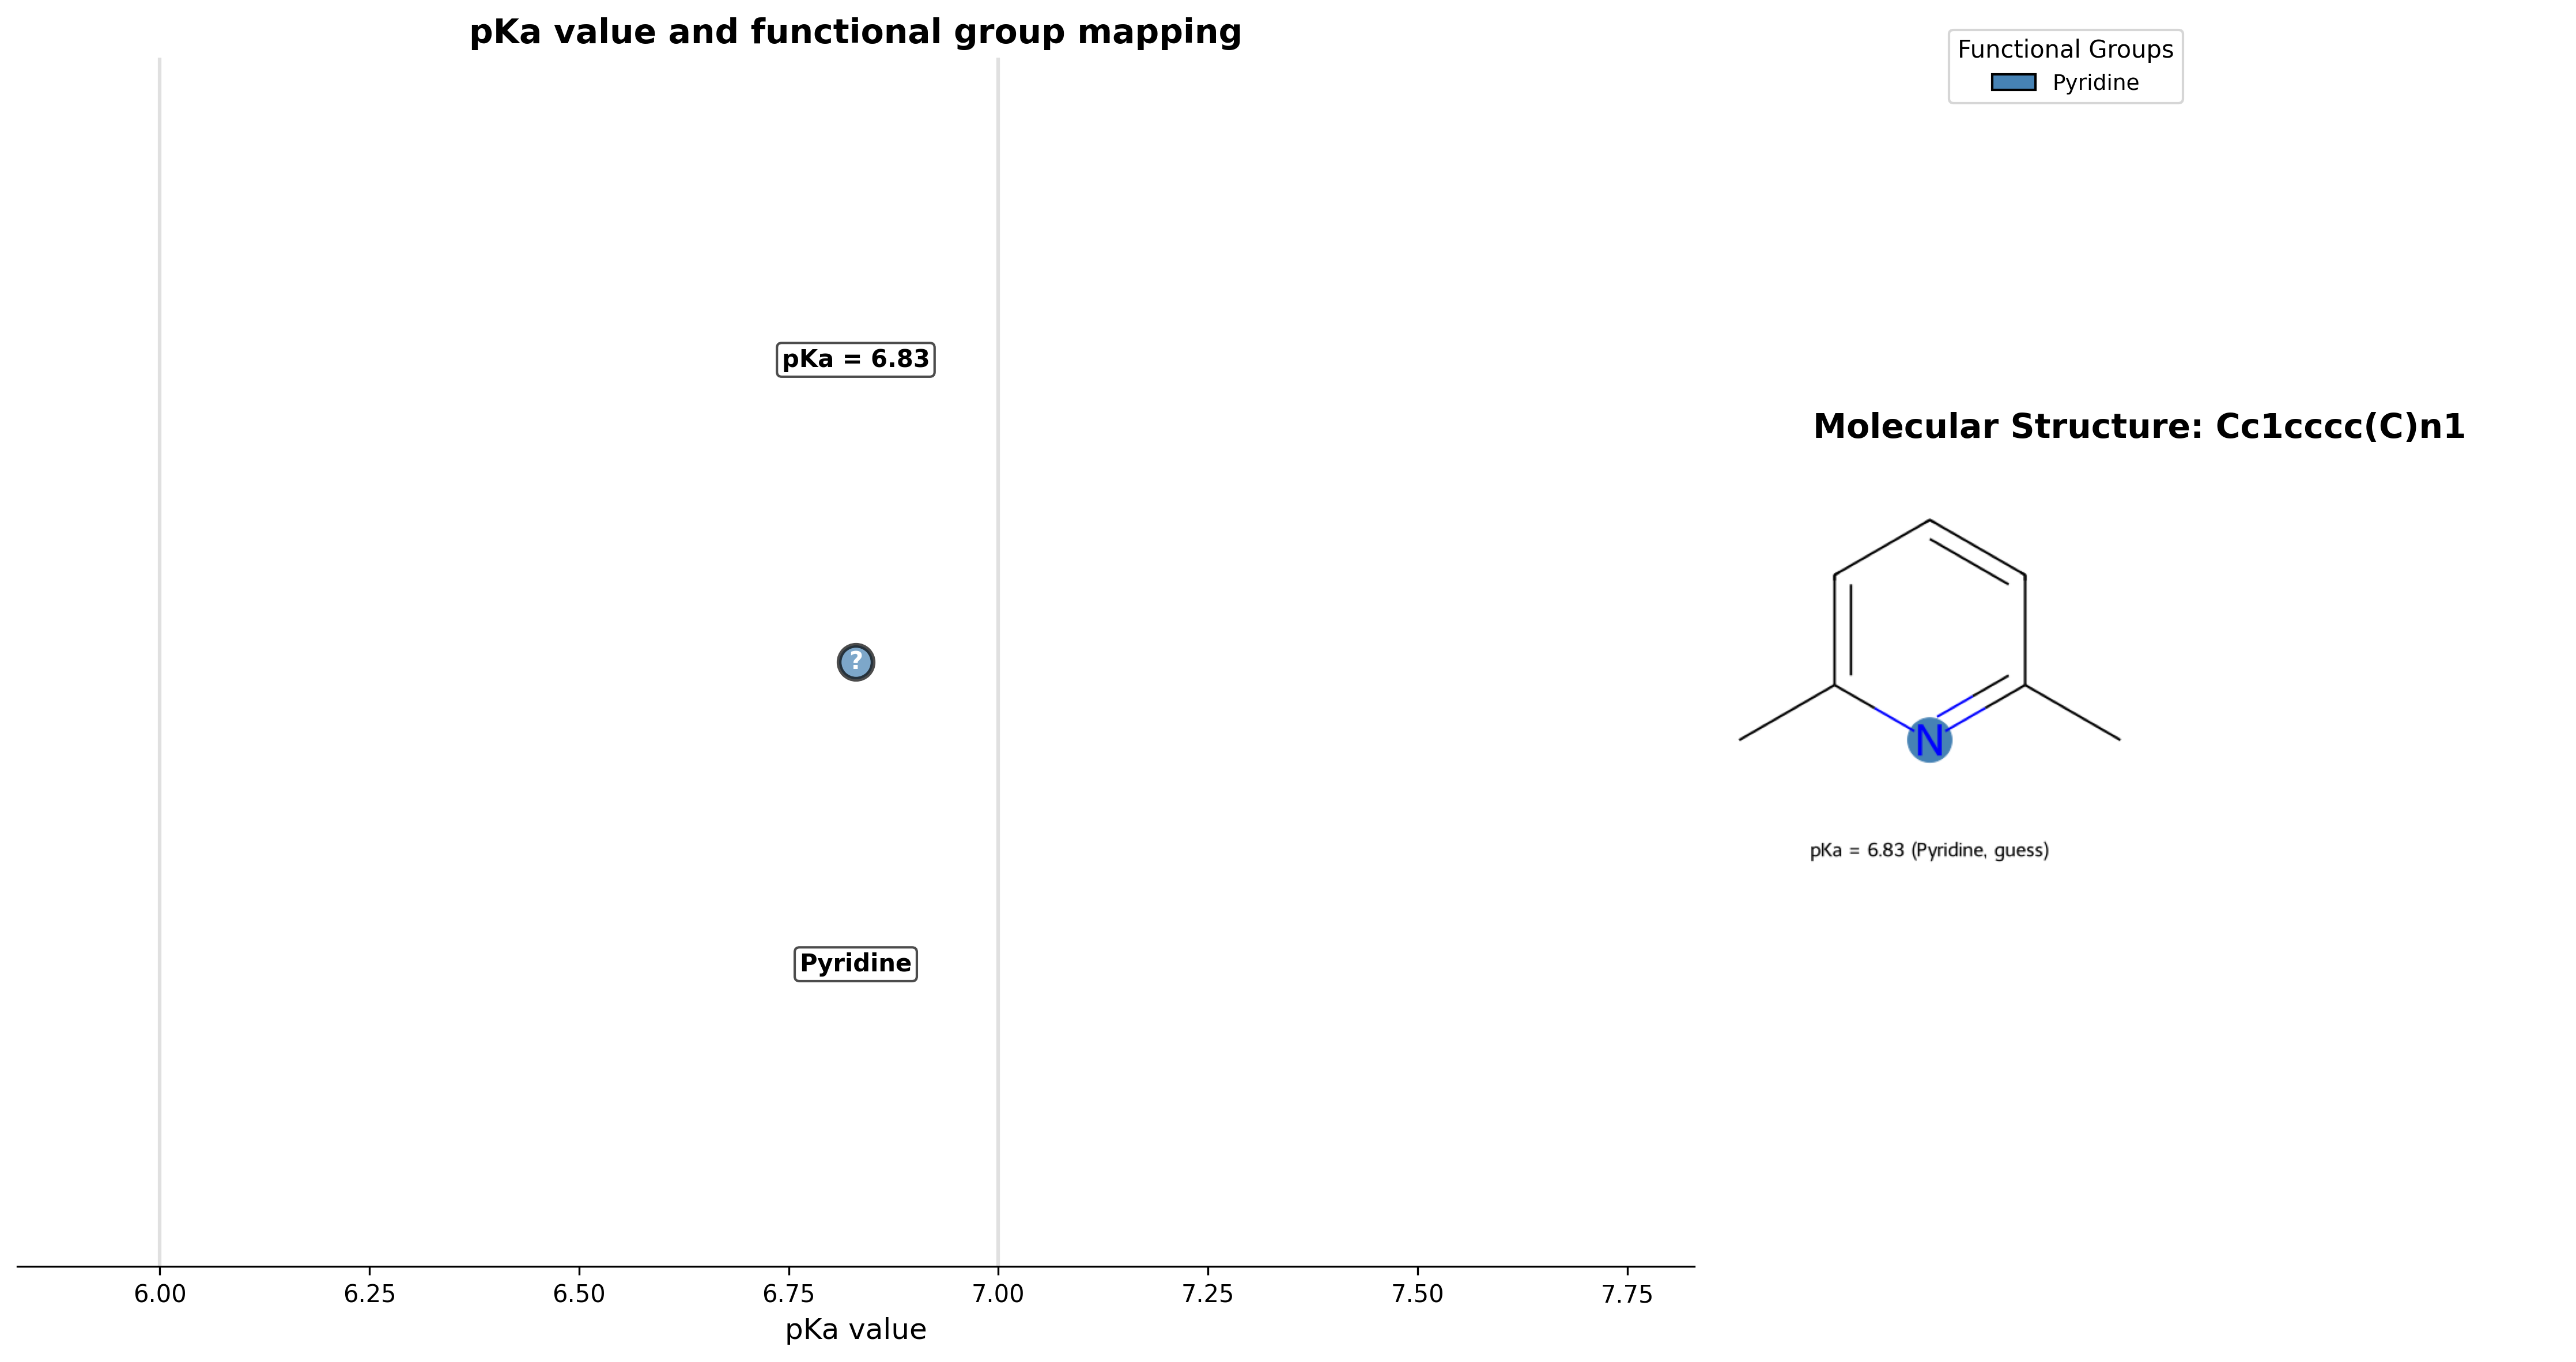 pKa value and functional group mapping
pKa = 6.83
?
Pyridine
6.00 6.25 6.50 6.75 7.00 7.25 7.50 7.75
pKa value
Functional Groups
Pyridine
Molecular Structure: Cc1cccc(C)n1
N
pKa = 6.83 (Pyridine, guess)